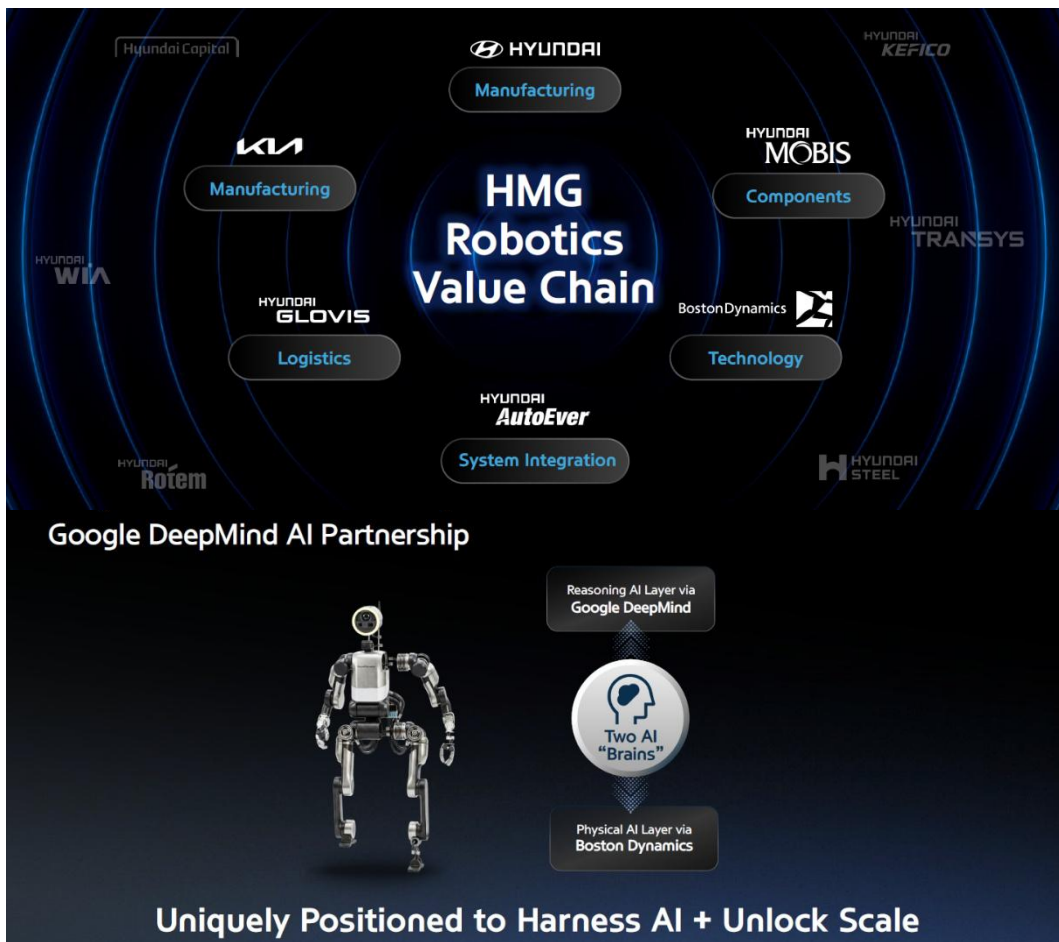 Hyundai Capital
HYUNDAI
HYUNDAI
KEFICO
Manufacturing
KIA
Manufacturing
HYUNDAI
MOBIS
Components
HMG
Robotics
Value Chain
HYUNDAI
TRANSYS
HYUNDAI
WIA
HYUNDAI
GLOVIS
Logistics
BostonDynamics
Technology
HYUNDAI
AutoEver
System Integration
HYUNDAI
Rotem
HYUNDAI
STEEL
Google DeepMind AI Partnership
Reasoning AI Layer via
Google DeepMind
Two AI
“Brains”
Physical AI Layer via
Boston Dynamics
Uniquely Positioned to Harness AI + Unlock Scale